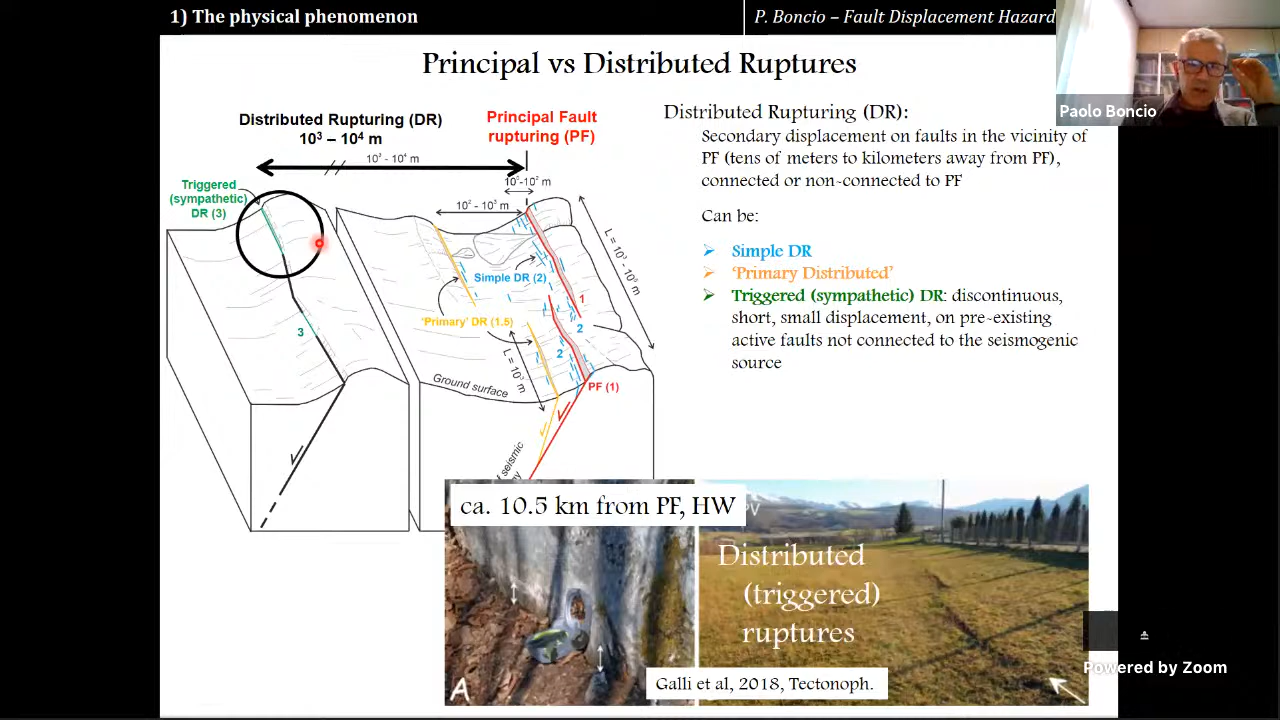 1) The physical phenomenon
P. Boncio – Fault Displacement Hazard
Paolo Boncio
Principal vs Distributed Ruptures
Distributed Rupturing (DR)
10³ – 10⁴ m
Principal Fault
rupturing (PF)
10² - 10⁴ m
10⁰-10² m
10² - 10³ m
Triggered
(sympathetic)
DR (3)
L = 10³ - 10⁵ m
Simple DR (2)
1
'Primary' DR (1.5)
2
3
2
L = 10³ m
Ground surface
PF (1)
seismic
Distributed Rupturing (DR):
Secondary displacement on faults in the vicinity of
PF (tens of meters to kilometers away from PF),
connected or non-connected to PF
Can be:
Simple DR
'Primary Distributed'
Triggered (sympathetic) DR: discontinuous,
short, small displacement, on pre-existing
active faults not connected to the seismogenic
source
ca. 10.5 km from PF, HW
PV
Distributed
(triggered)
ruptures
A
Galli et al, 2018, Tectonoph.
Powered by Zoom